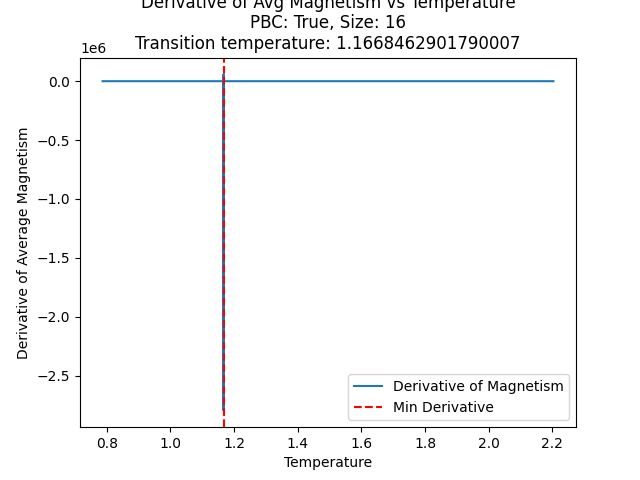 Derivative of Avg Magnetism vs Temperature
PBC: True, Size: 16
Transition temperature: 1.1668462901790007
1e6
0.0
−0.5
−1.0
−1.5
−2.0
−2.5
Derivative of Average Magnetism
Derivative of Magnetism
Min Derivative
0.8 1.0 1.2 1.4 1.6 1.8 2.0 2.2
Temperature